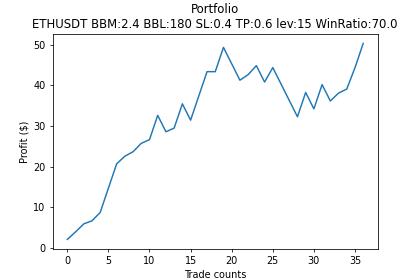 Portfolio
ETHUSDT BBM:2.4 BBL:180 SL:0.4 TP:0.6 lev:15 WinRatio:70.0
50
40
30
20
10
0
Profit ($)
0 5 10 15 20 25 30 35
Trade counts